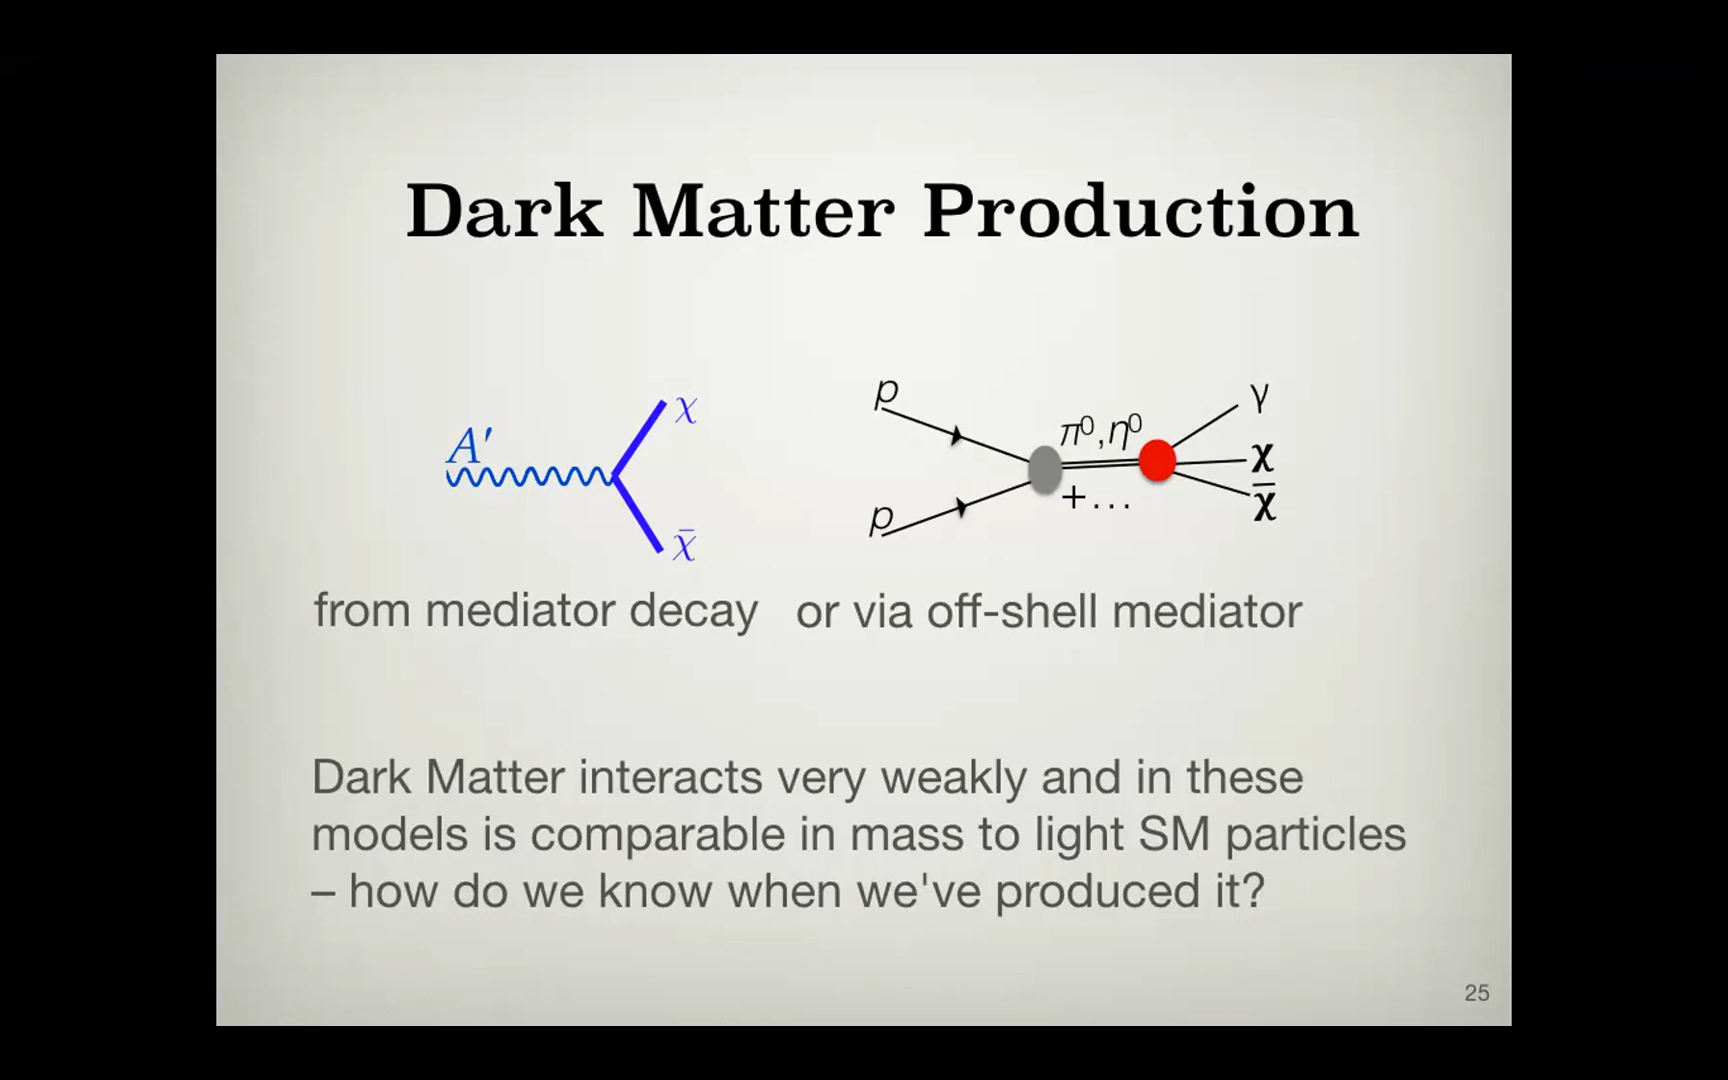 Dark Matter Production
A′
χ
χ̄
p
p
π⁰,η⁰
+...
γ
χ
χ̄
from mediator decay
or via off-shell mediator
Dark Matter interacts very weakly and in these
models is comparable in mass to light SM particles
– how do we know when we've produced it?
25